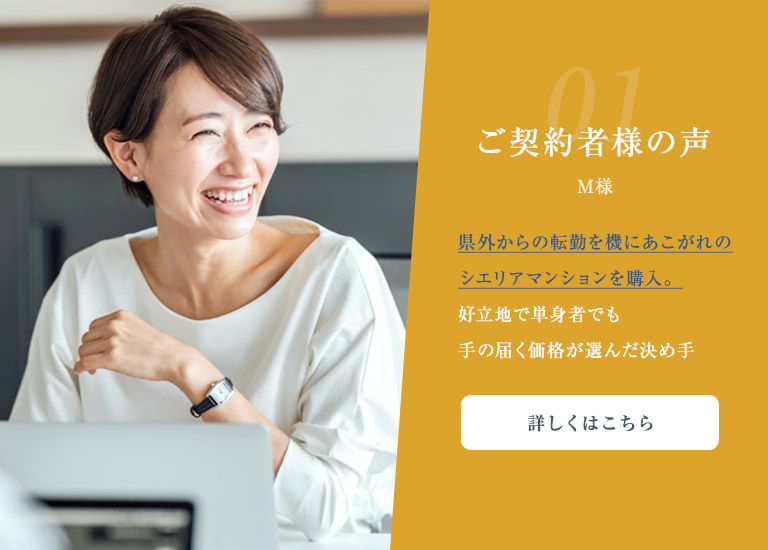 01
ご契約者様の声
M様
県外からの転勤を機にあこがれの
シエリアマンションを購入。
好立地で単身者でも
手の届く価格が選んだ決め手
詳しくはこちら